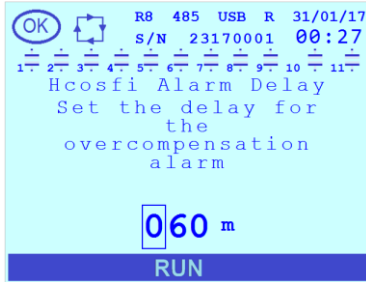 OK R8 485 USB R 31/01/17
S/N 23170001 00:27
1 2 3 4 5 6 7 8 9 10 11
Hcosfi Alarm Delay
Set the delay for
the
overcompensation
alarm
060 m
RUN